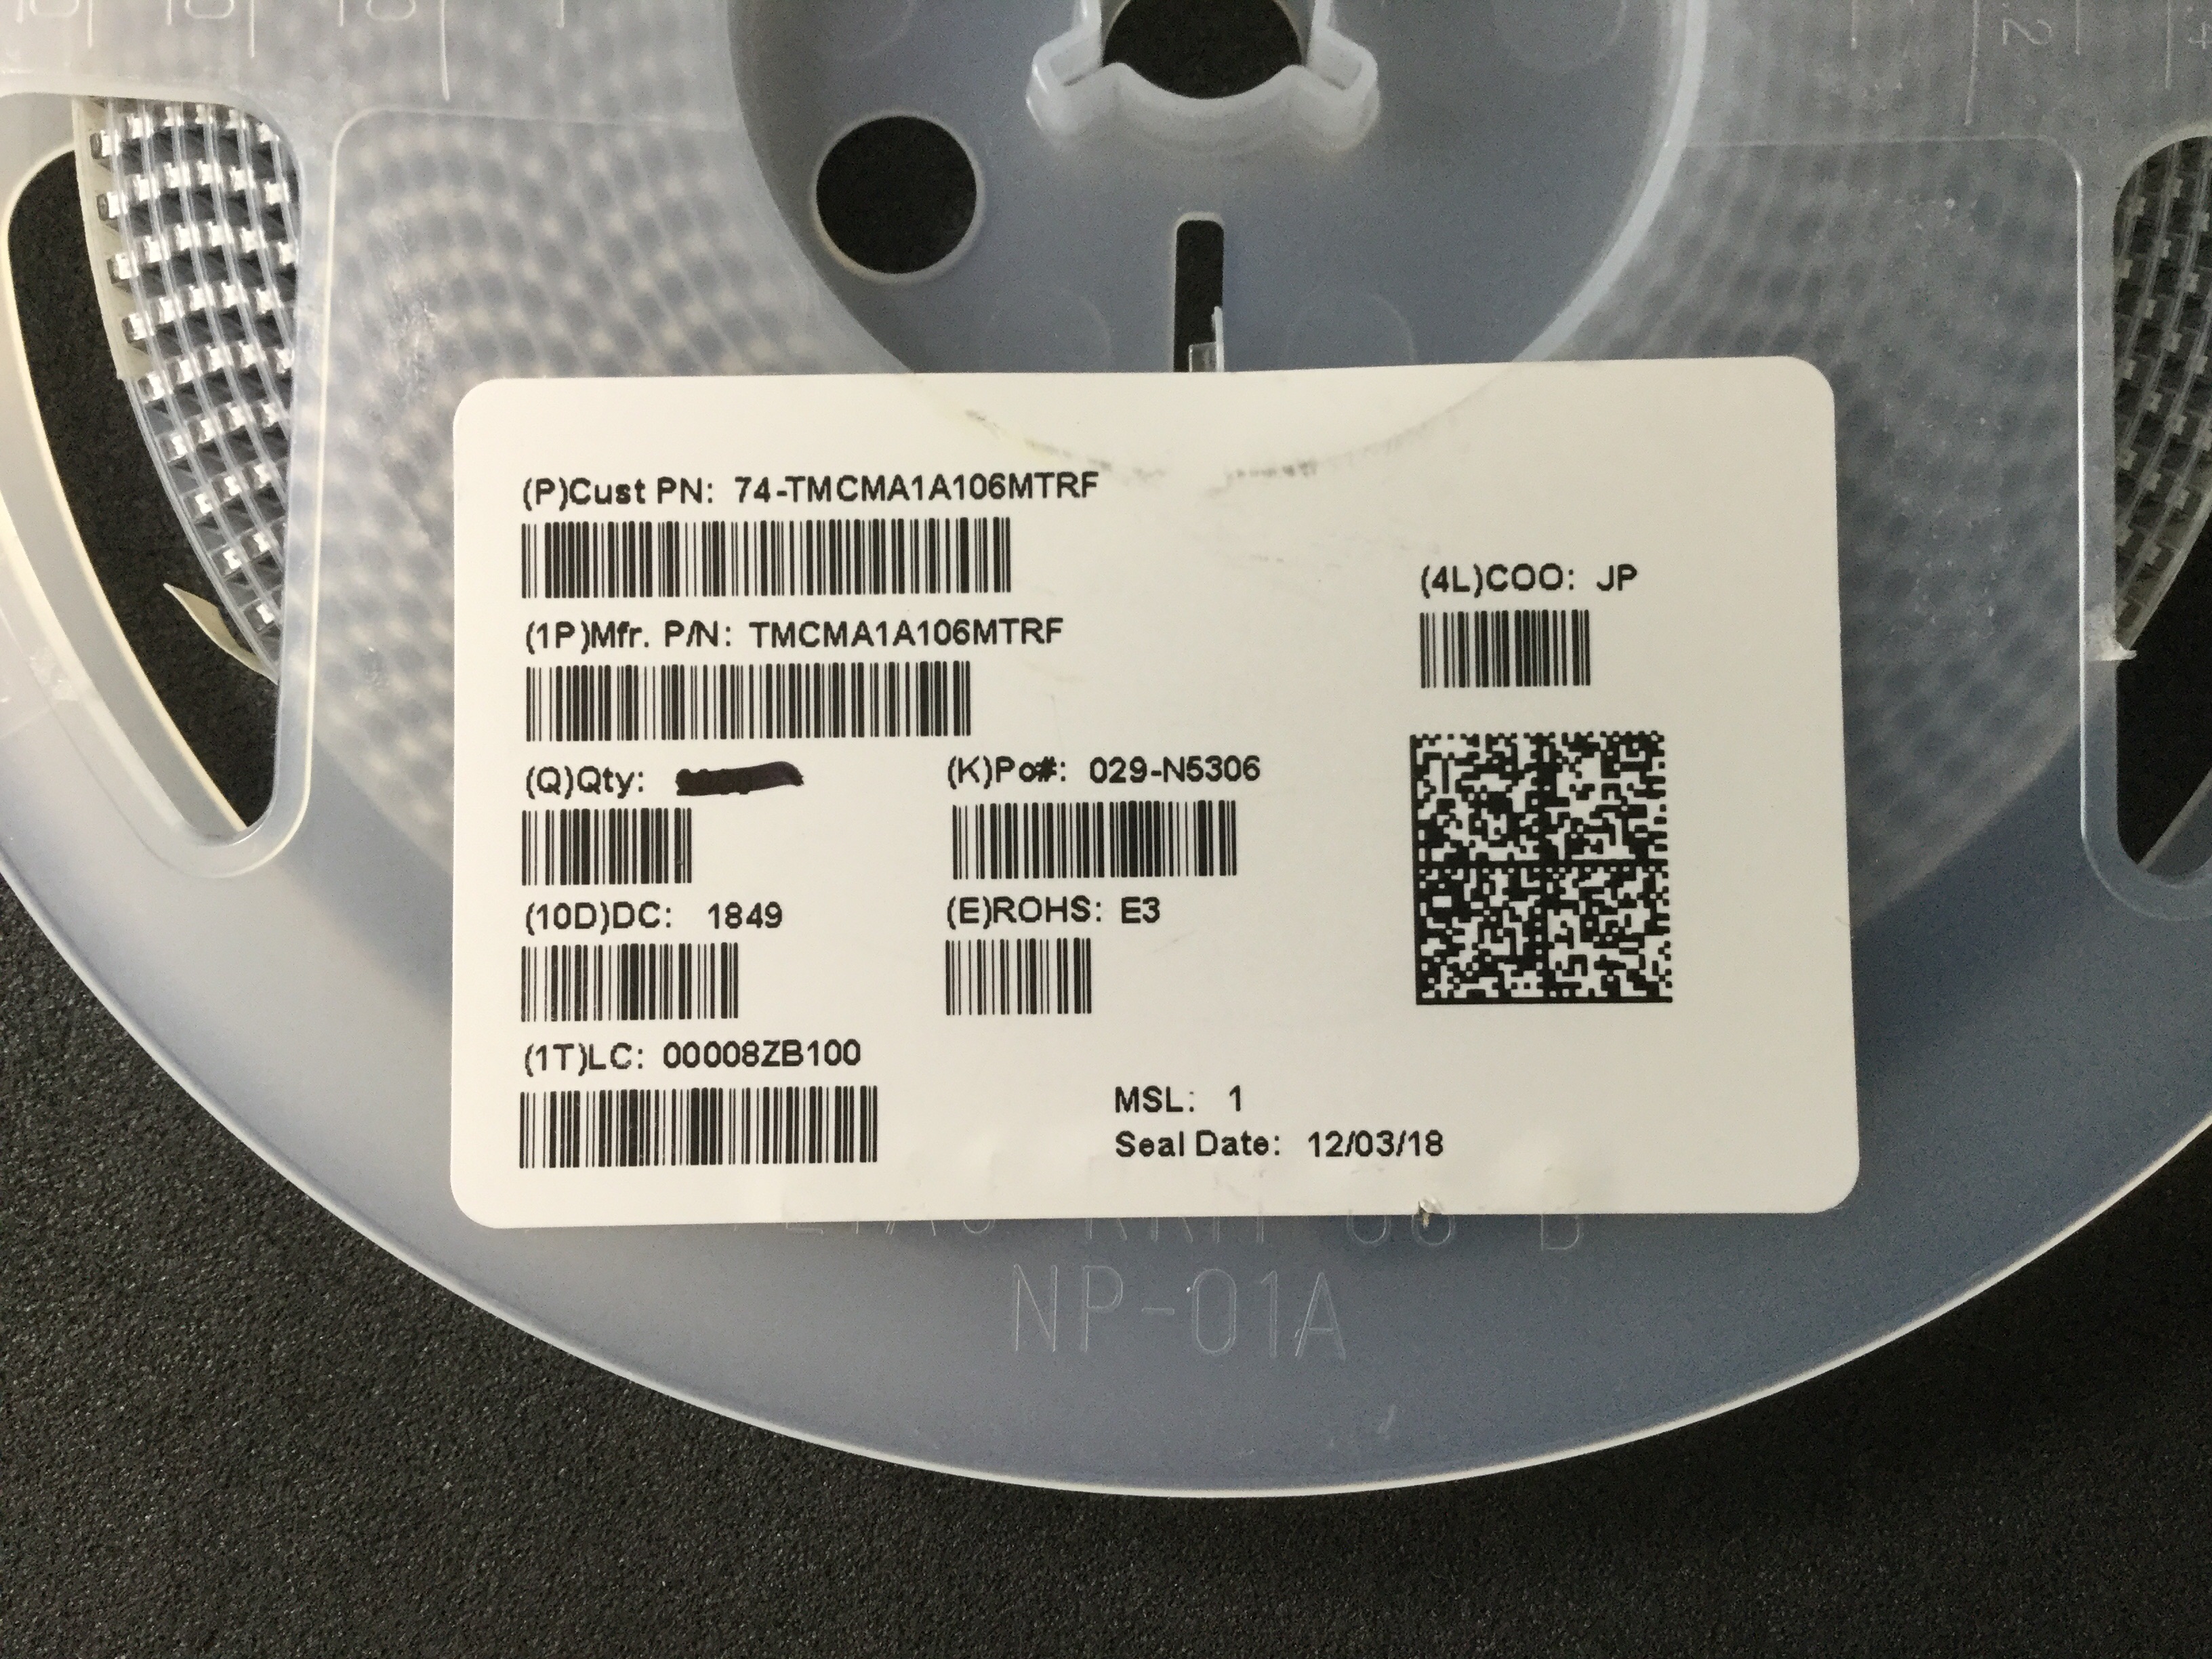 (P)Cust PN: 74-TMCMA1A106MTRF
(1P)Mfr. P/N: TMCMA1A106MTRF
(4L)COO: JP
(Q)Qty:
(K)Po#: 029-N5306
(10D)DC: 1849
(E)ROHS: E3
(1T)LC: 00008ZB100
MSL: 1
Seal Date: 12/03/18
NP-01A